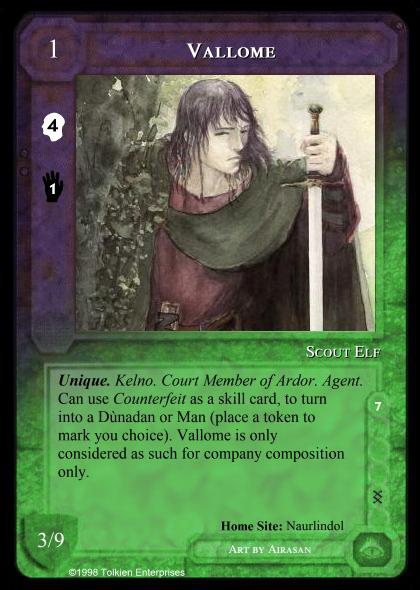 1
VALLOME
4
1
SCOUT ELF
Unique. Kelno. Court Member of Ardor. Agent.
Can use Counterfeit as a skill card, to turn
into a Dùnadan or Man (place a token to
mark you choice). Vallome is only
considered as such for company composition
only.
7
Home Site: Naurlindol
3/9
ART BY AIRASAN
©1998 Tolkien Enterprises